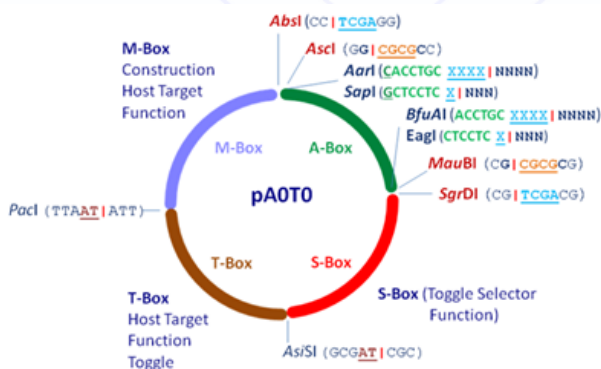 AbsI (CC|TCGAGG)
M-Box
Construction
Host Target
Function
AscI (GG|CGCGCC)
AarI (CACCTGC XXXX|NNNN)
SapI (GCTCCTC X|NNN)
BfuAI (ACCTGC XXXX|NNNN)
EagI (CTCCTC X|NNN)
M-Box
A-Box
MauBI (CG|CGCGCG)
SgrDI (CG|TCGACG)
PacI (TTAAT|ATT)
pA0T0
T-Box
S-Box
T-Box
Host Target
Function
Toggle
S-Box (Toggle Selector
Function)
AsiSI (GCGAT|CGC)